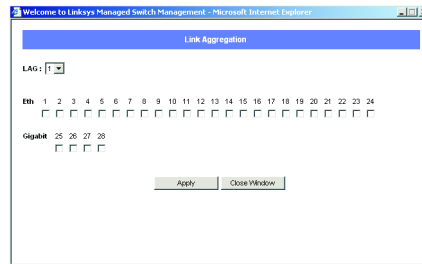 Welcome to Linksys Managed Switch Management - Microsoft Internet Explorer
Link Aggregation
LAG : 1
Eth 1 2 3 4 5 6 7 8 9 10 11 12 13 14 15 16 17 18 19 20 21 22 23 24
Gigabit 25 26 27 28
Apply Close Window